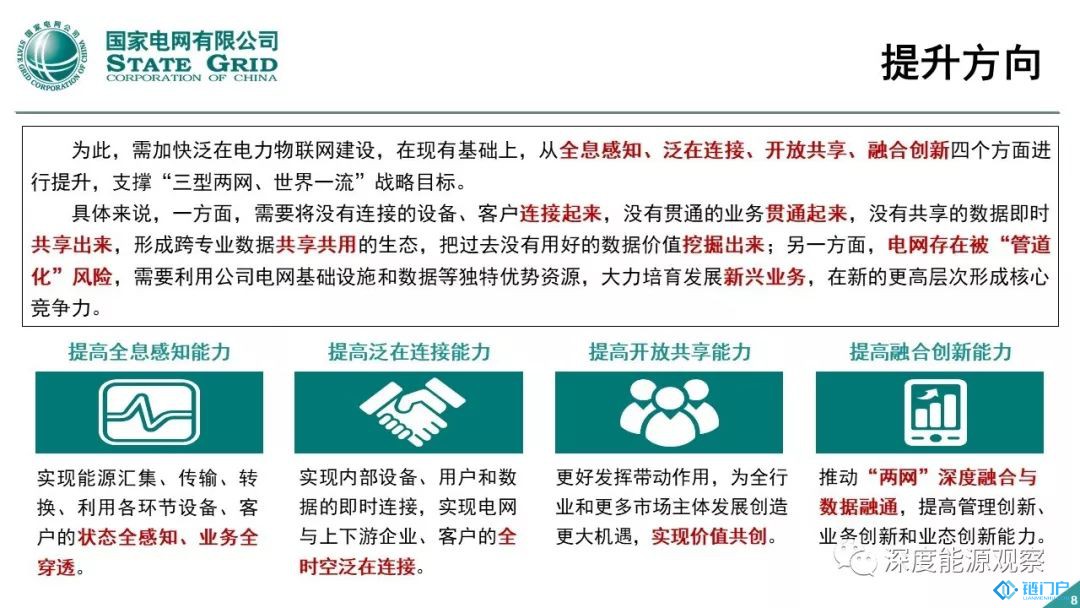 国家电网公司
STATE GRID CORPORATION OF CHINA
国家电网有限公司
STATE GRID
CORPORATION OF CHINA
提升方向
为此，需加快泛在电力物联网建设，在现有基础上，从全息感知、泛在连接、开放共享、融合创新四个方面进
行提升，支撑“三型两网、世界一流”战略目标。
具体来说，一方面，需要将没有连接的设备、客户连接起来，没有贯通的业务贯通起来，没有共享的数据即时
共享出来，形成跨专业数据共享共用的生态，把过去没有用好的数据价值挖掘出来；另一方面，电网存在被“管道
化”风险，需要利用公司电网基础设施和数据等独特优势资源，大力培育发展新兴业务，在新的更高层次形成核心
竞争力。
提高全息感知能力
实现能源汇集、传输、转
换、利用各环节设备、客
户的状态全感知、业务全
穿透。
提高泛在连接能力
实现内部设备、用户和数
据的即时连接，实现电网
与上下游企业、客户的全
时空泛在连接。
提高开放共享能力
更好发挥带动作用，为全行
业和更多市场主体发展创造
更大机遇，实现价值共创。
提高融合创新能力
推动“两网”深度融合与
数据融通，提高管理创新、
业务创新和业态创新能力。
深度能源观察
链门户
8